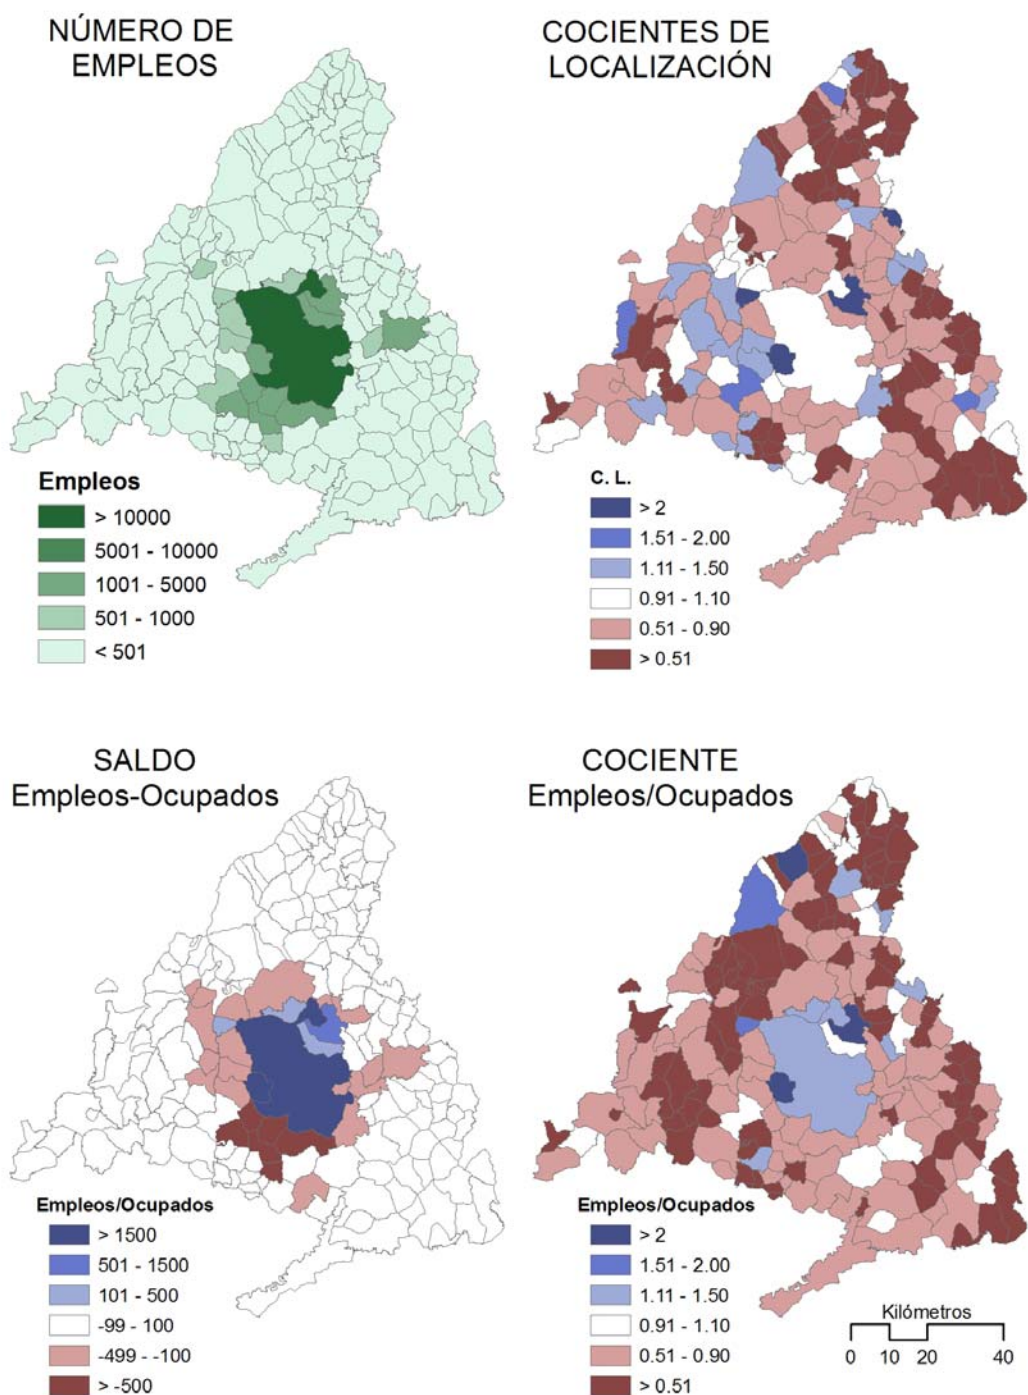 NÚMERO DE
EMPLEOS
Empleos
> 10000
5001 - 10000
1001 - 5000
501 - 1000
< 501
COCIENTES DE
LOCALIZACIÓN
C. L.
> 2
1.51 - 2.00
1.11 - 1.50
0.91 - 1.10
0.51 - 0.90
> 0.51
SALDO
Empleos-Ocupados
Empleos/Ocupados
> 1500
501 - 1500
101 - 500
-99 - 100
-499 - -100
> -500
COCIENTE
Empleos/Ocupados
Empleos/Ocupados
> 2
1.51 - 2.00
1.11 - 1.50
0.91 - 1.10
0.51 - 0.90
> 0.51
Kilómetros
0 10 20 40